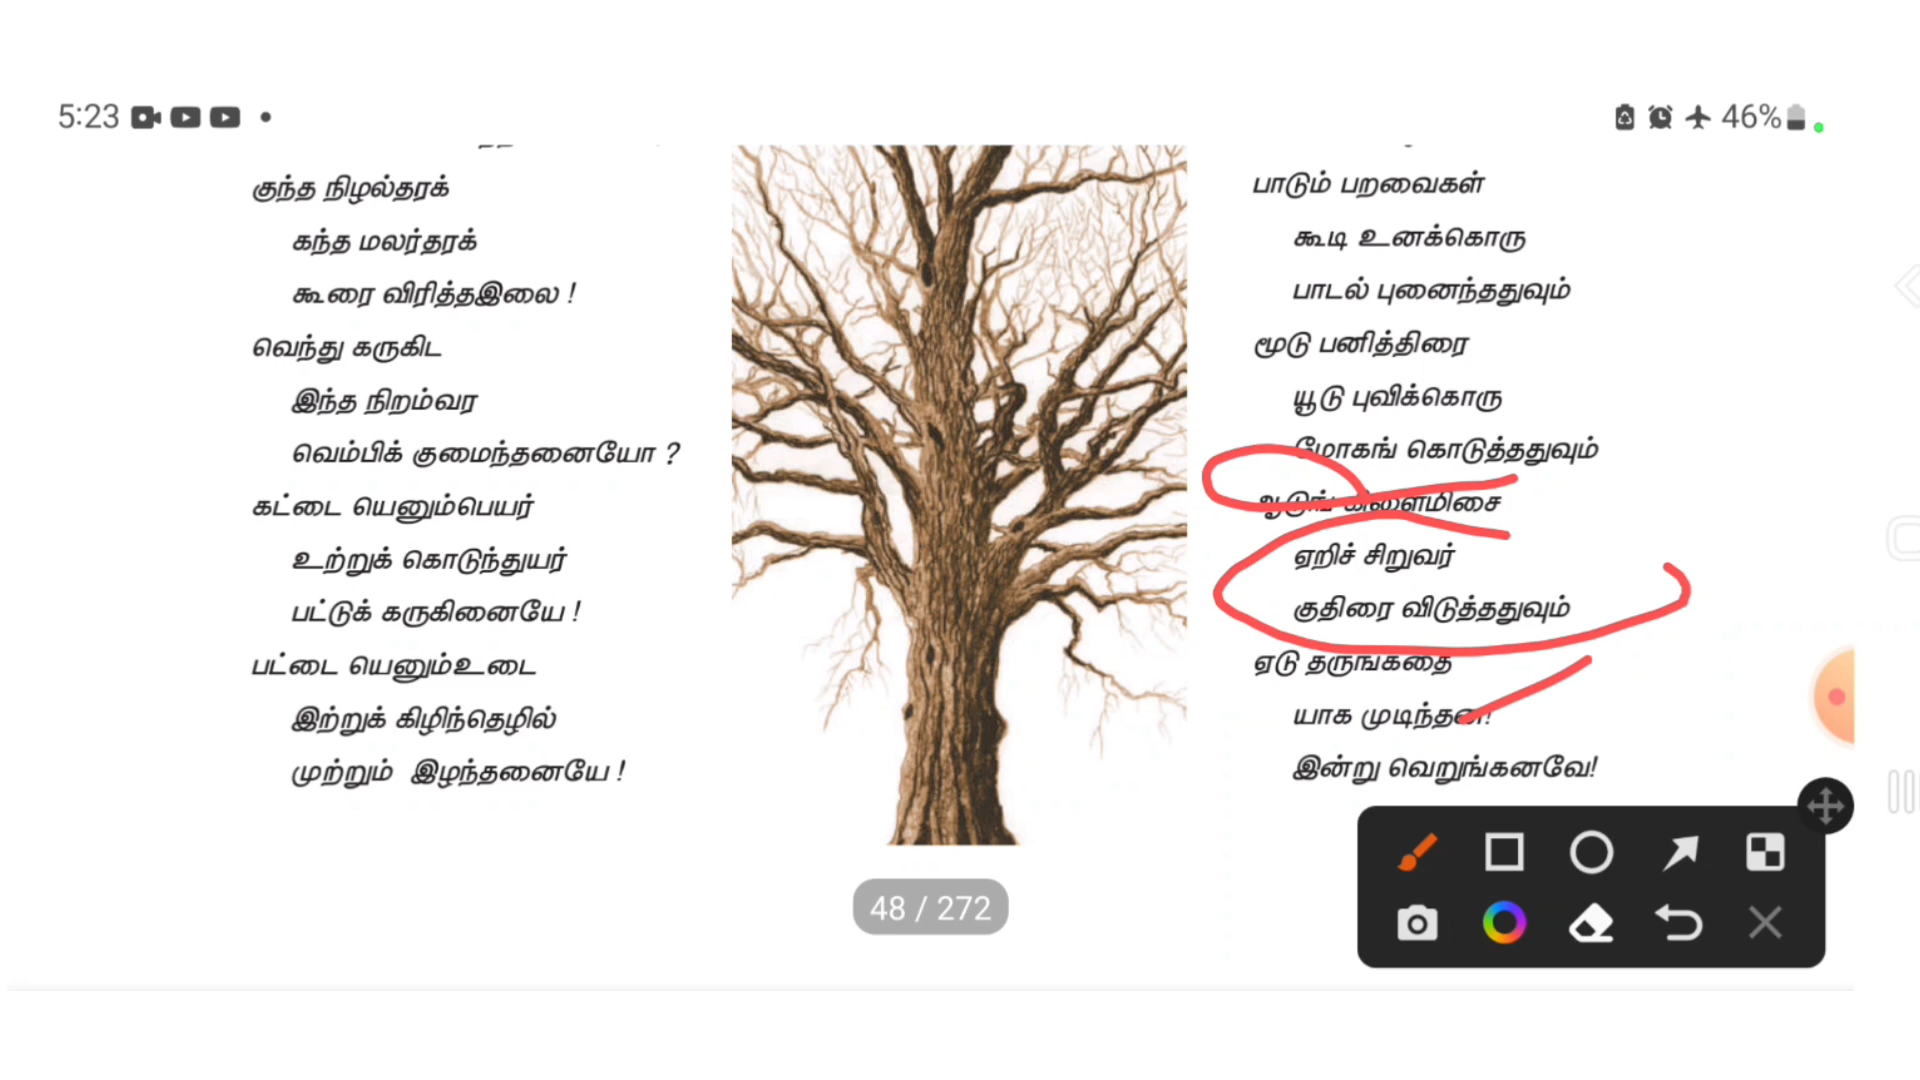 5:23
46%
குந்த நிழல்தரக்
கந்த மலர்தரக்
கூரை விரித்தஇலை !
வெந்து கருகிட
இந்த நிறம்வர
வெம்பிக் குமைந்தனையோ ?
கட்டை யெனும்பெயர்
உற்றுக் கொடுந்துயர்
பட்டுக் கருகினையே !
பட்டை யெனும்உடை
இற்றுக் கிழிந்தெழில்
முற்றும் இழந்தனையே !
பாடும் பறவைகள்
கூடி உனக்கொரு
பாடல் புனைந்ததுவும்
மூடு பனித்திரை
யூடு புவிக்கொரு
மோகங் கொடுத்ததுவும்
ஆடுங் கிளைமிசை
ஏறிச் சிறுவர்
குதிரை விடுத்ததுவும்
ஏடு தருங்கதை
யாக முடிந்தன!
இன்று வெறுங்கனவே!
48 / 272